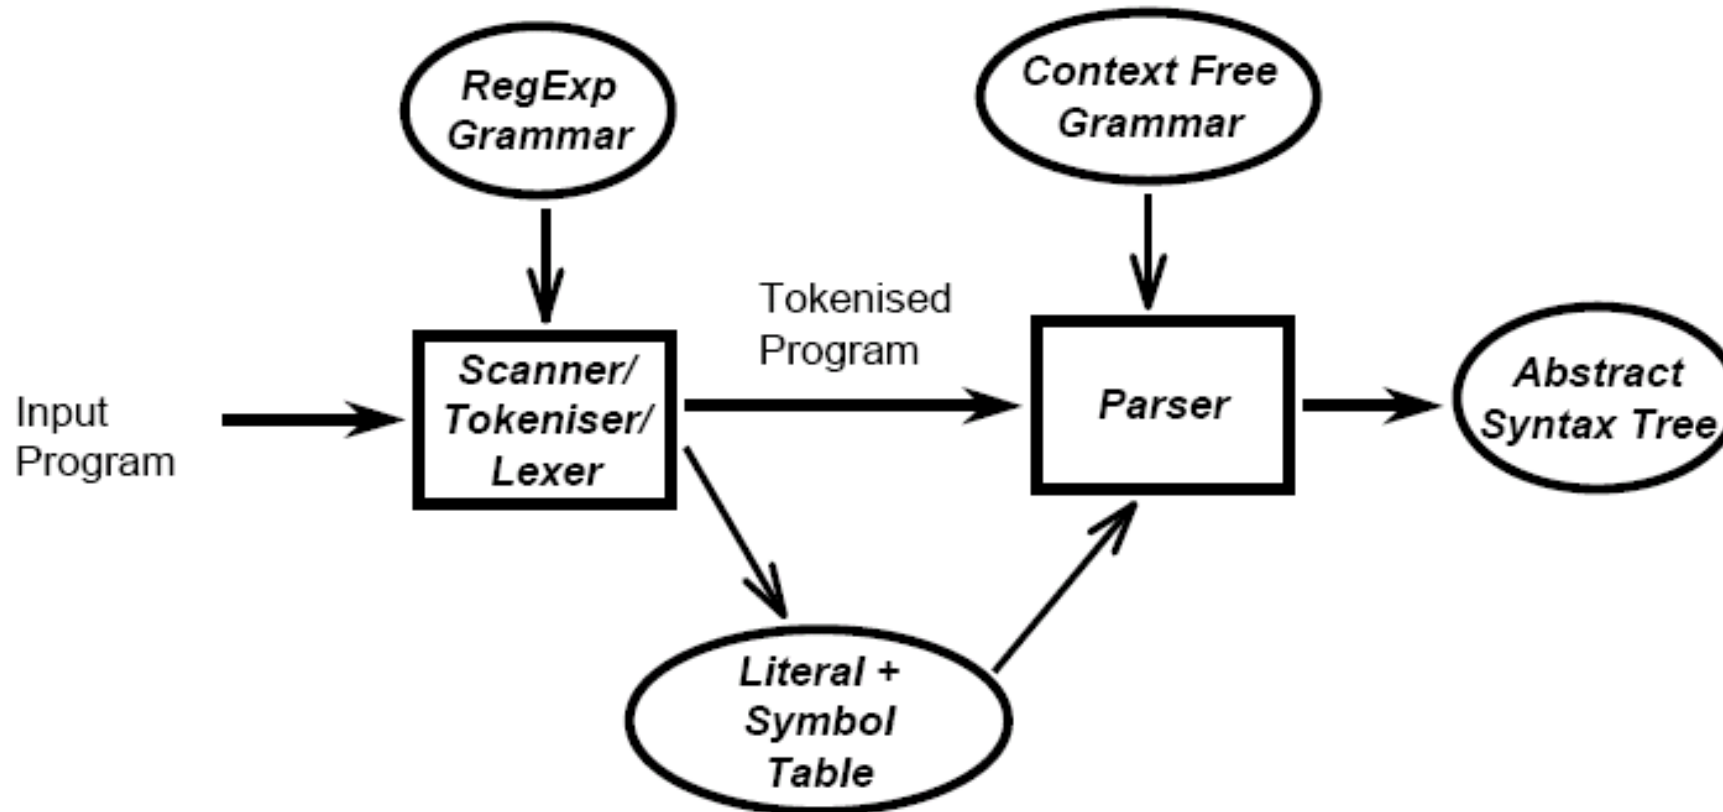 RegExp
Grammar
Context Free
Grammar
Tokenised
Program
Input
Program
Scanner/
Tokeniser/
Lexer
Parser
Abstract
Syntax Tree
Literal +
Symbol
Table